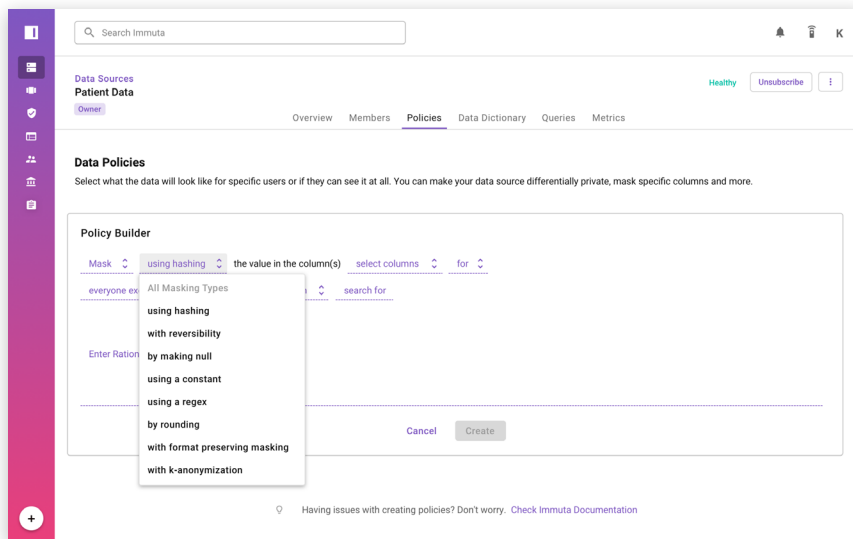 Search Immuta
K
Data Sources
Patient Data
Owner
Healthy
Unsubscribe
Overview Members Policies Data Dictionary Queries Metrics
Data Policies
Select what the data will look like for specific users or if they can see it at all. You can make your data source differentially private, mask specific columns and more.
Policy Builder
Mask using hashing the value in the column(s) select columns for
everyone ex search for
All Masking Types
using hashing
with reversibility
by making null
Enter Ration
using a constant
using a regex
by rounding
with format preserving masking
with k-anonymization
Cancel Create
Having issues with creating policies? Don't worry. Check Immuta Documentation